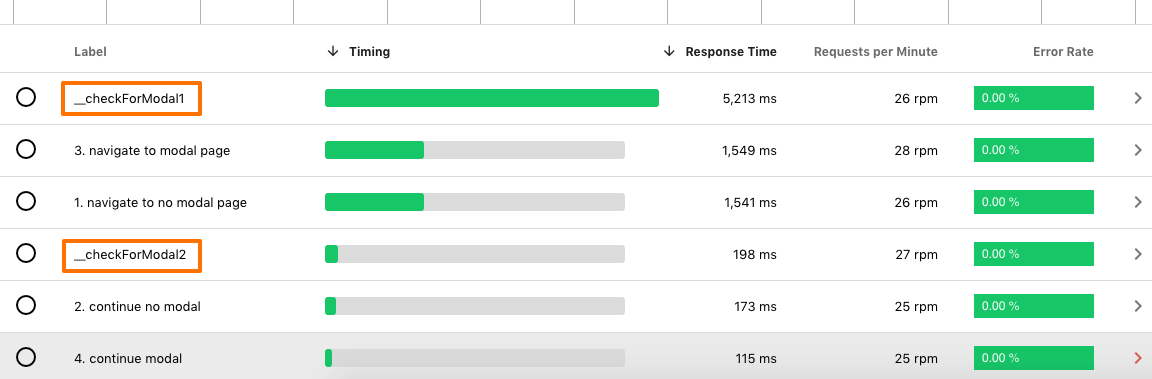 Label Timing Response Time Requests per Minute Error Rate
__checkForModal1 5,213 ms 26 rpm 0.00 %
3. navigate to modal page 1,549 ms 28 rpm 0.00 %
1. navigate to no modal page 1,541 ms 26 rpm 0.00 %
__checkForModal2 198 ms 27 rpm 0.00 %
2. continue no modal 173 ms 25 rpm 0.00 %
4. continue modal 115 ms 25 rpm 0.00 %